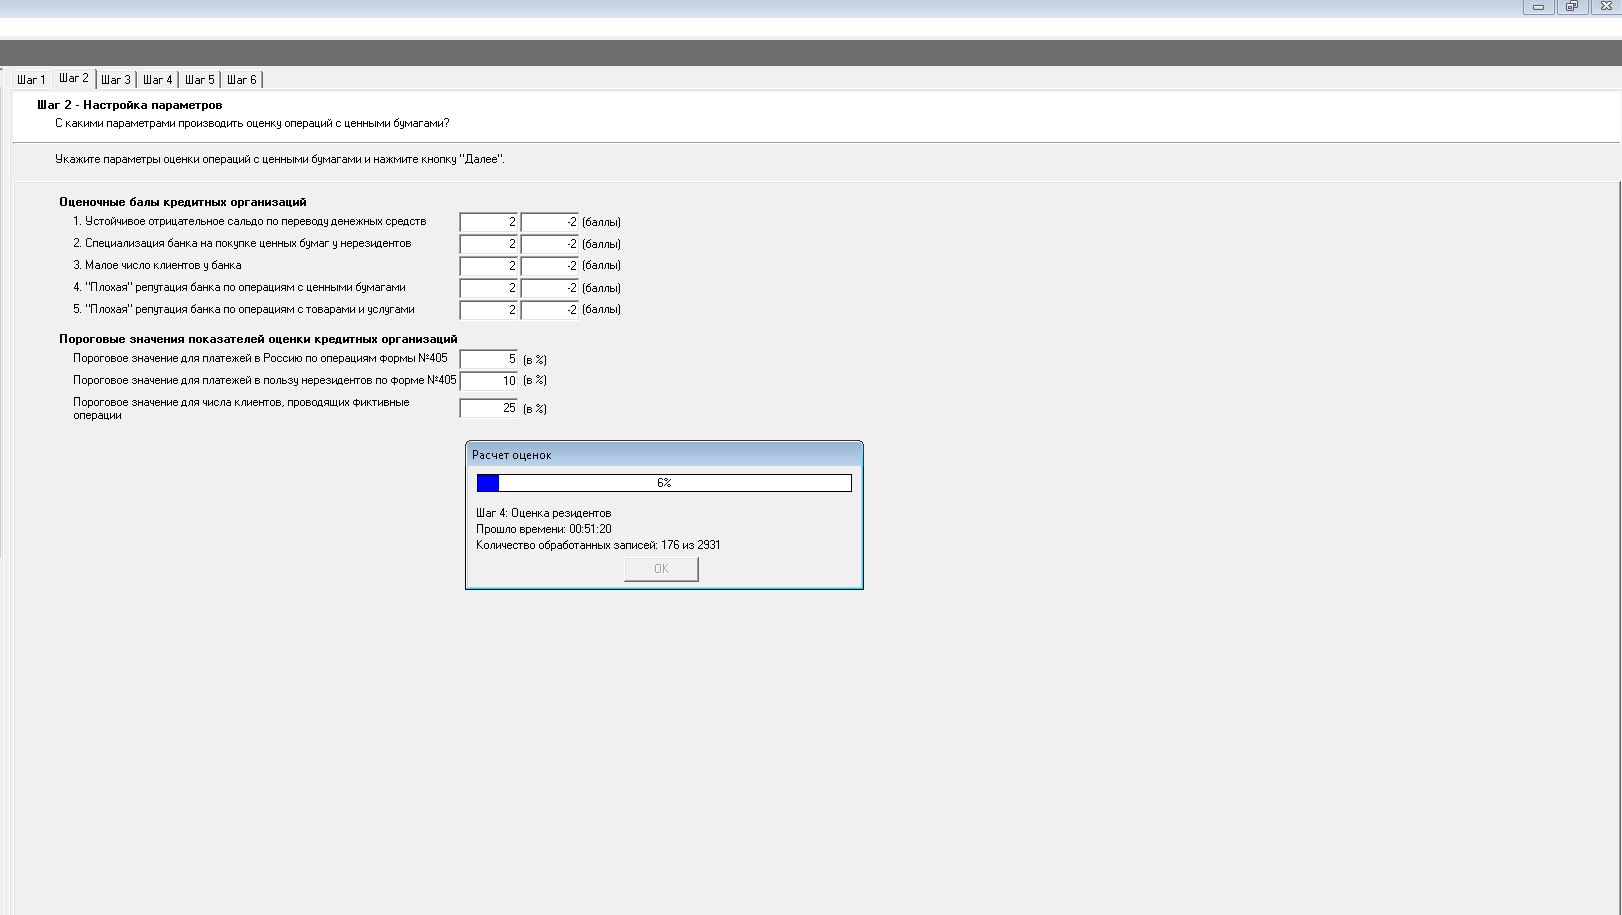 Шаг 1 Шаг 2 Шаг 3 Шаг 4 Шаг 5 Шаг 6
Шаг 2 - Настройка параметров
С какими параметрами производить оценку операций с ценными бумагами?
Укажите параметры оценки операций с ценными бумагами и нажмите кнопку "Далее".
Оценочные балы кредитных организаций
1. Устойчивое отрицательное сальдо по переводу денежных средств 2 -2 (баллы)
2. Специализация банка на покупке ценных бумаг у нерезидентов 2 -2 (баллы)
3. Малое число клиентов у банка 2 -2 (баллы)
4. "Плохая" репутация банка по операциям с ценными бумагами 2 -2 (баллы)
5. "Плохая" репутация банка по операциям с товарами и услугами 2 -2 (баллы)
Пороговые значения показателей оценки кредитных организаций
Пороговое значение для платежей в Россию по операциям формы №405 5 (в %)
Пороговое значение для платежей в пользу нерезидентов по форме №405 10 (в %)
Пороговое значение для числа клиентов, проводящих фиктивные
операции 25 (в %)
Расчет оценок
6%
Шаг 4: Оценка резидентов
Прошло времени: 00:51:20
Количество обработанных записей: 176 из 2931
OK